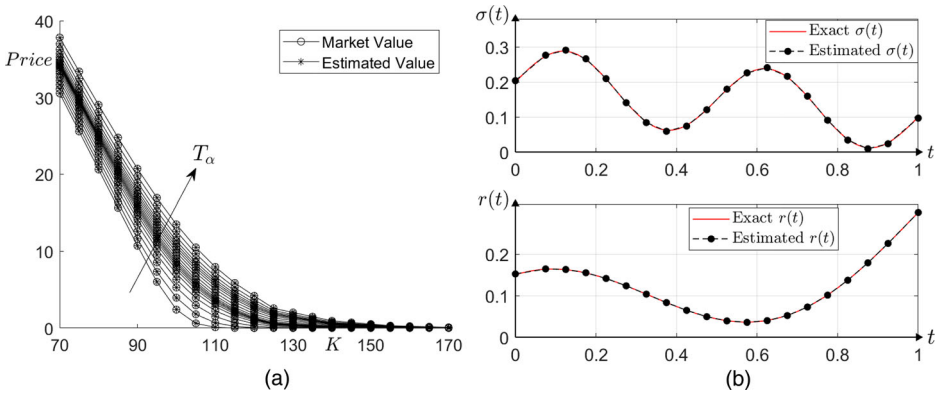 40
Price
30
20
10
0
70 90 110 130 K 150 170
Market Value
Estimated Value
T_α
(a)
σ(t)
0.3
0.2
0.1
0
0 0.2 0.4 0.6 0.8 1 t
Exact σ(t)
Estimated σ(t)
r(t)
0.2
0.1
0
0 0.2 0.4 0.6 0.8 1 t
Exact r(t)
Estimated r(t)
(b)